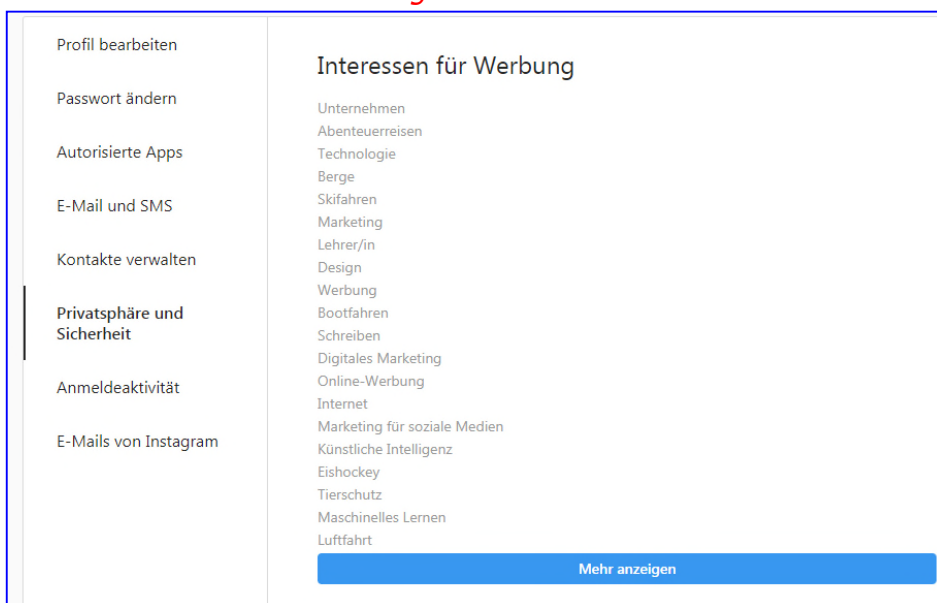 Profil bearbeiten
Passwort ändern
Autorisierte Apps
E-Mail und SMS
Kontakte verwalten
Privatsphäre und
Sicherheit
Anmeldeaktivität
E-Mails von Instagram
Interessen für Werbung
Unternehmen
Abenteuerreisen
Technologie
Berge
Skifahren
Marketing
Lehrer/in
Design
Werbung
Bootfahren
Schreiben
Digitales Marketing
Online-Werbung
Internet
Marketing für soziale Medien
Künstliche Intelligenz
Eishockey
Tierschutz
Maschinelles Lernen
Luftfahrt
Mehr anzeigen